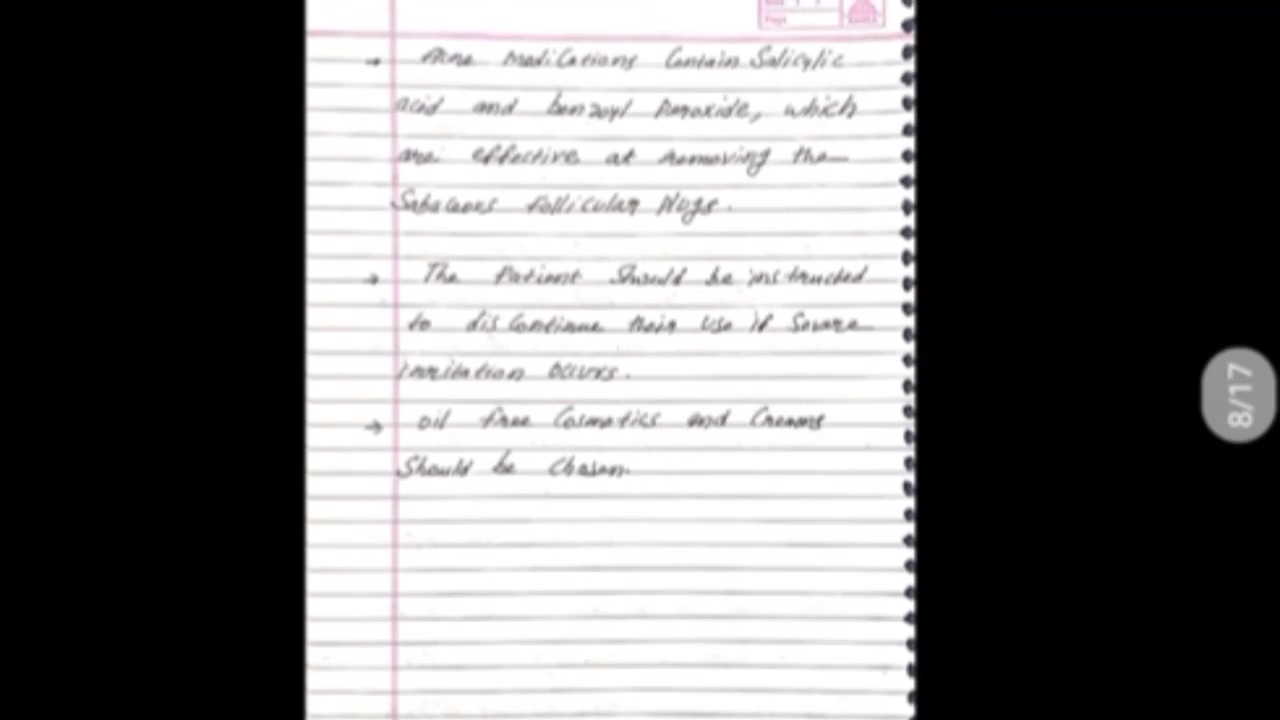 → Acne medications Contain Salicylic
acid and benzoyl Peroxide, which
are effective at removing the
Sebaceous follicular Plugs.
→ The Patient Should be instructed
to discontinue their use if Severe
irritation occurs.
→ oil free Cosmetics and Creams
Should be Chosen.
Page
8/17